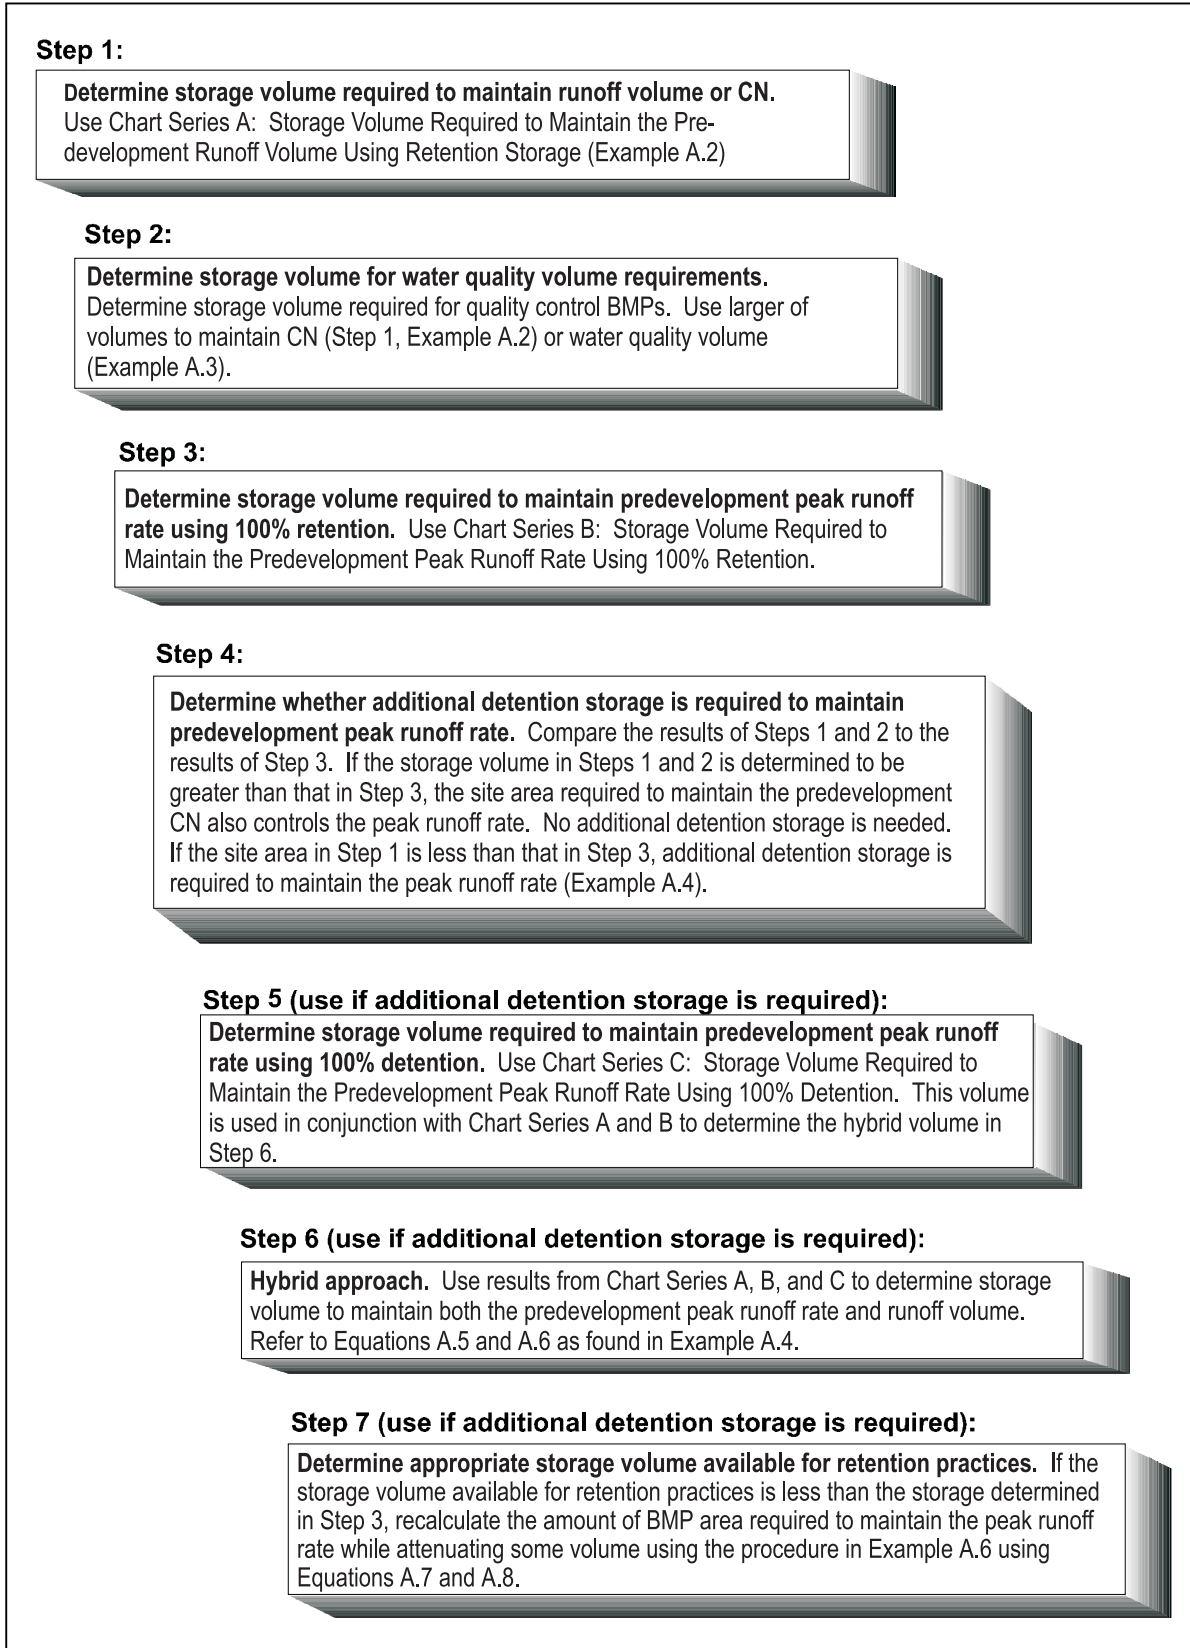 Step 1:
Determine storage volume required to maintain runoff volume or CN.
Use Chart Series A: Storage Volume Required to Maintain the Pre-
development Runoff Volume Using Retention Storage (Example A.2)
Step 2:
Determine storage volume for water quality volume requirements.
Determine storage volume required for quality control BMPs. Use larger of
volumes to maintain CN (Step 1, Example A.2) or water quality volume
(Example A.3).
Step 3:
Determine storage volume required to maintain predevelopment peak runoff
rate using 100% retention. Use Chart Series B: Storage Volume Required to
Maintain the Predevelopment Peak Runoff Rate Using 100% Retention.
Step 4:
Determine whether additional detention storage is required to maintain
predevelopment peak runoff rate. Compare the results of Steps 1 and 2 to the
results of Step 3. If the storage volume in Steps 1 and 2 is determined to be
greater than that in Step 3, the site area required to maintain the predevelopment
CN also controls the peak runoff rate. No additional detention storage is needed.
If the site area in Step 1 is less than that in Step 3, additional detention storage is
required to maintain the peak runoff rate (Example A.4).
Step 5 (use if additional detention storage is required):
Determine storage volume required to maintain predevelopment peak runoff
rate using 100% detention. Use Chart Series C: Storage Volume Required to
Maintain the Predevelopment Peak Runoff Rate Using 100% Detention. This volume
is used in conjunction with Chart Series A and B to determine the hybrid volume in
Step 6.
Step 6 (use if additional detention storage is required):
Hybrid approach. Use results from Chart Series A, B, and C to determine storage
volume to maintain both the predevelopment peak runoff rate and runoff volume.
Refer to Equations A.5 and A.6 as found in Example A.4.
Step 7 (use if additional detention storage is required):
Determine appropriate storage volume available for retention practices. If the
storage volume available for retention practices is less than the storage determined
in Step 3, recalculate the amount of BMP area required to maintain the peak runoff
rate while attenuating some volume using the procedure in Example A.6 using
Equations A.7 and A.8.